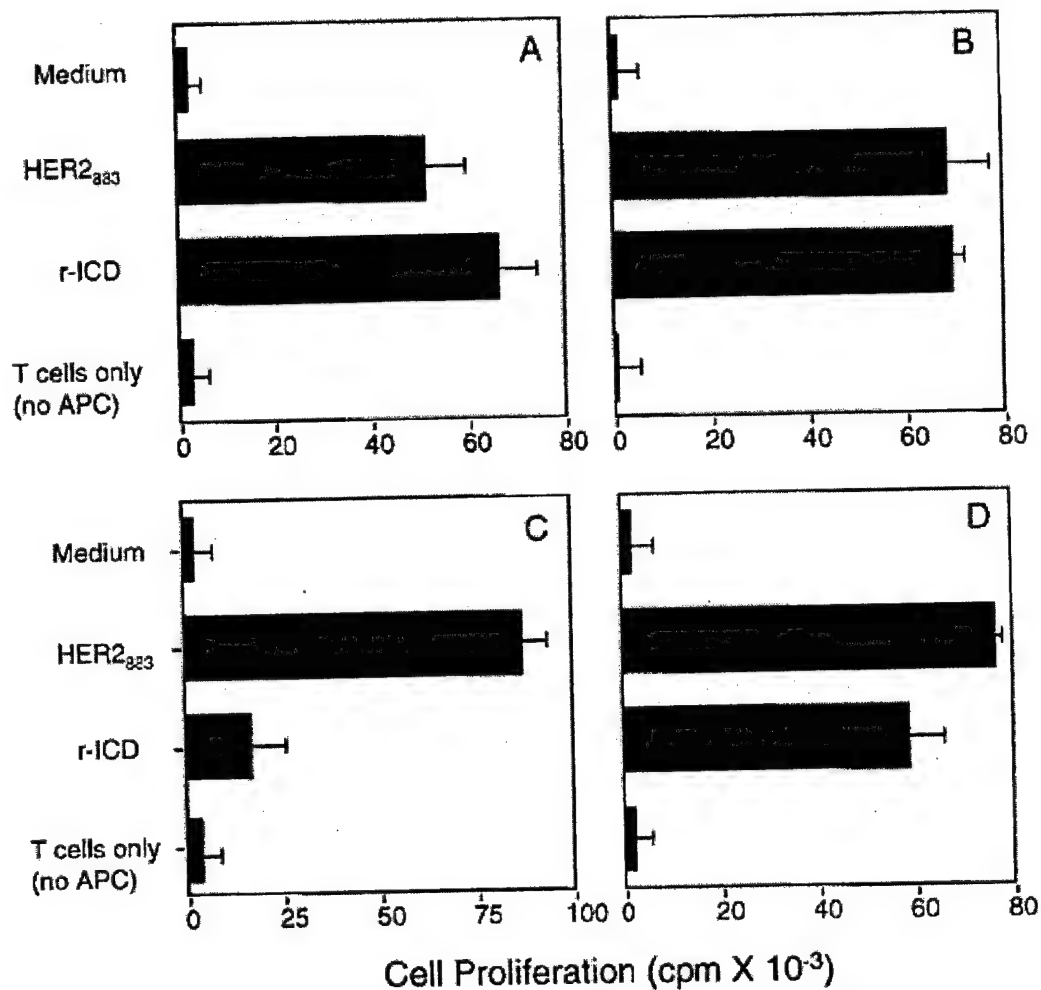 A
B
Medium
HER2883
r-ICD
T cells only
(no APC)
0 20 40 60 80
0 20 40 60 80
C
D
Medium
HER2883
r-ICD
T cells only
(no APC)
0 25 50 75 100
0 20 40 60 80
Cell Proliferation (cpm X 10-3)